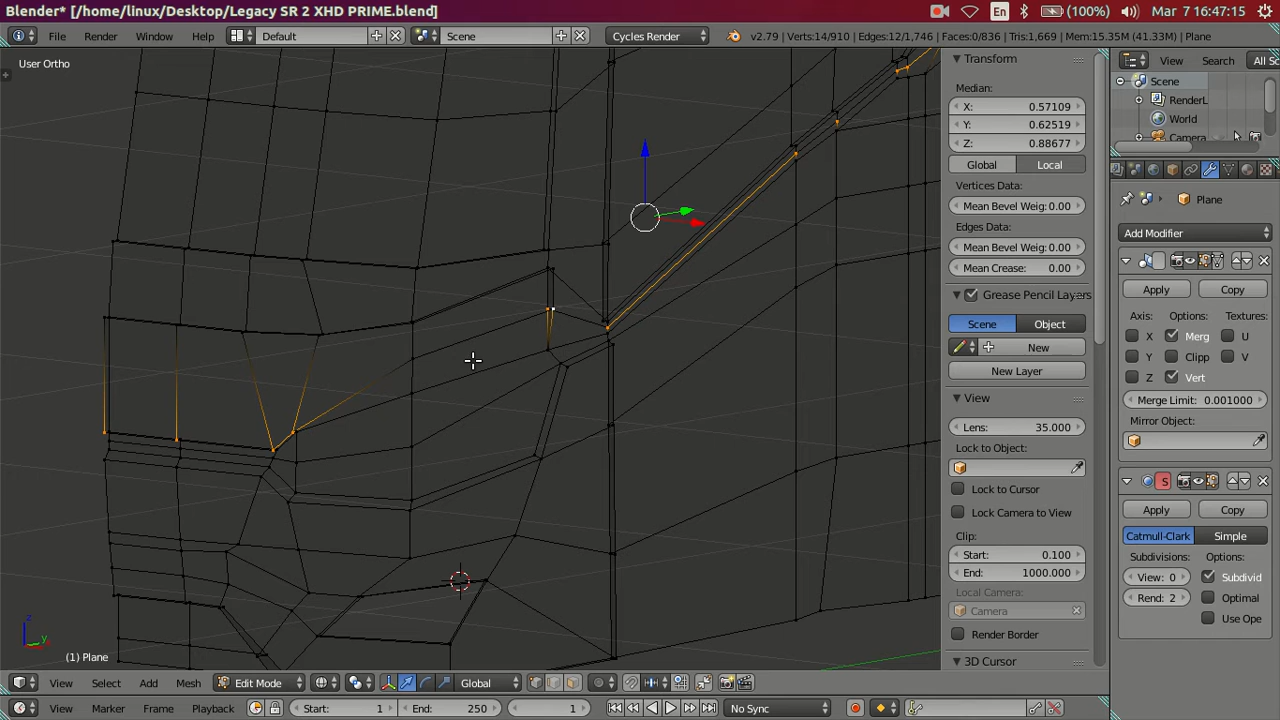 Blender* [/home/linux/Desktop/Legacy SR 2 XHD PRIME.blend]
En
(100%)
Mar 7 16:47:15
File
Render
Window
Help
Default
Scene
Cycles Render
v2.79 | Verts:14/910 | Edges:12/1,746 | Faces:0/836 | Tris:1,669 | Mem:15.35M (41.33M) | Plane
User Ortho
Transform
Median:
X: 0.57109
Y: 0.62519
Z: 0.88677
Global
Local
Vertices Data:
Mean Bevel Weig: 0.00
Edges Data:
Mean Bevel Weig: 0.00
Mean Crease: 0.00
Grease Pencil Layers
Scene
Object
New
New Layer
View
Lens: 35.000
Lock to Object:
Lock to Cursor
Lock Camera to View
Clip:
Start: 0.100
End: 1000.000
Local Camera:
Camera
Render Border
3D Cursor
View
Search
All Sc
Scene
RenderL
World
Camera
Plane
Add Modifier
Apply
Copy
Axis:
Options:
Textures:
X
Merg
U
Y
Clipp
V
Z
Vert
Merge Limit: 0.001000
Mirror Object:
S
Apply
Copy
Catmull-Clark
Simple
Subdivisions:
Options:
View: 0
Subdivid
Rend: 2
Optimal
Use Ope
z
y
(1) Plane
View
Select
Add
Mesh
Edit Mode
Global
View
Marker
Frame
Playback
Start: 1
End: 250
1
No Sync